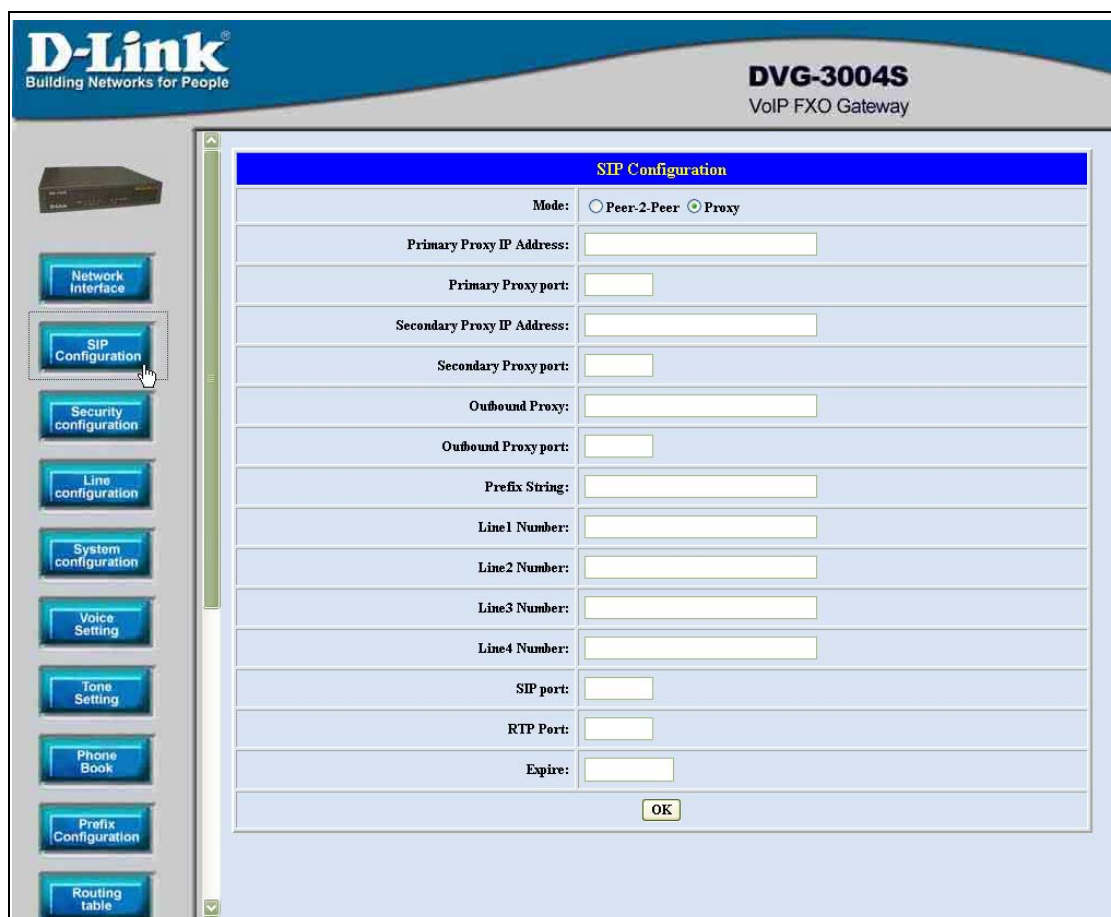 D-Link®
Building Networks for People
DVG-3004S
VoIP FXO Gateway
Network
Interface
SIP
Configuration
Security
configuration
Line
configuration
System
configuration
Voice
Setting
Tone
Setting
Phone
Book
Prefix
Configuration
Routing
table
SIP Configuration
Mode: Peer-2-Peer Proxy
Primary Proxy IP Address:
Primary Proxy port:
Secondary Proxy IP Address:
Secondary Proxy port:
Outbound Proxy:
Outbound Proxy port:
Prefix String:
Line1 Number:
Line2 Number:
Line3 Number:
Line4 Number:
SIP port:
RTP Port:
Expire:
OK